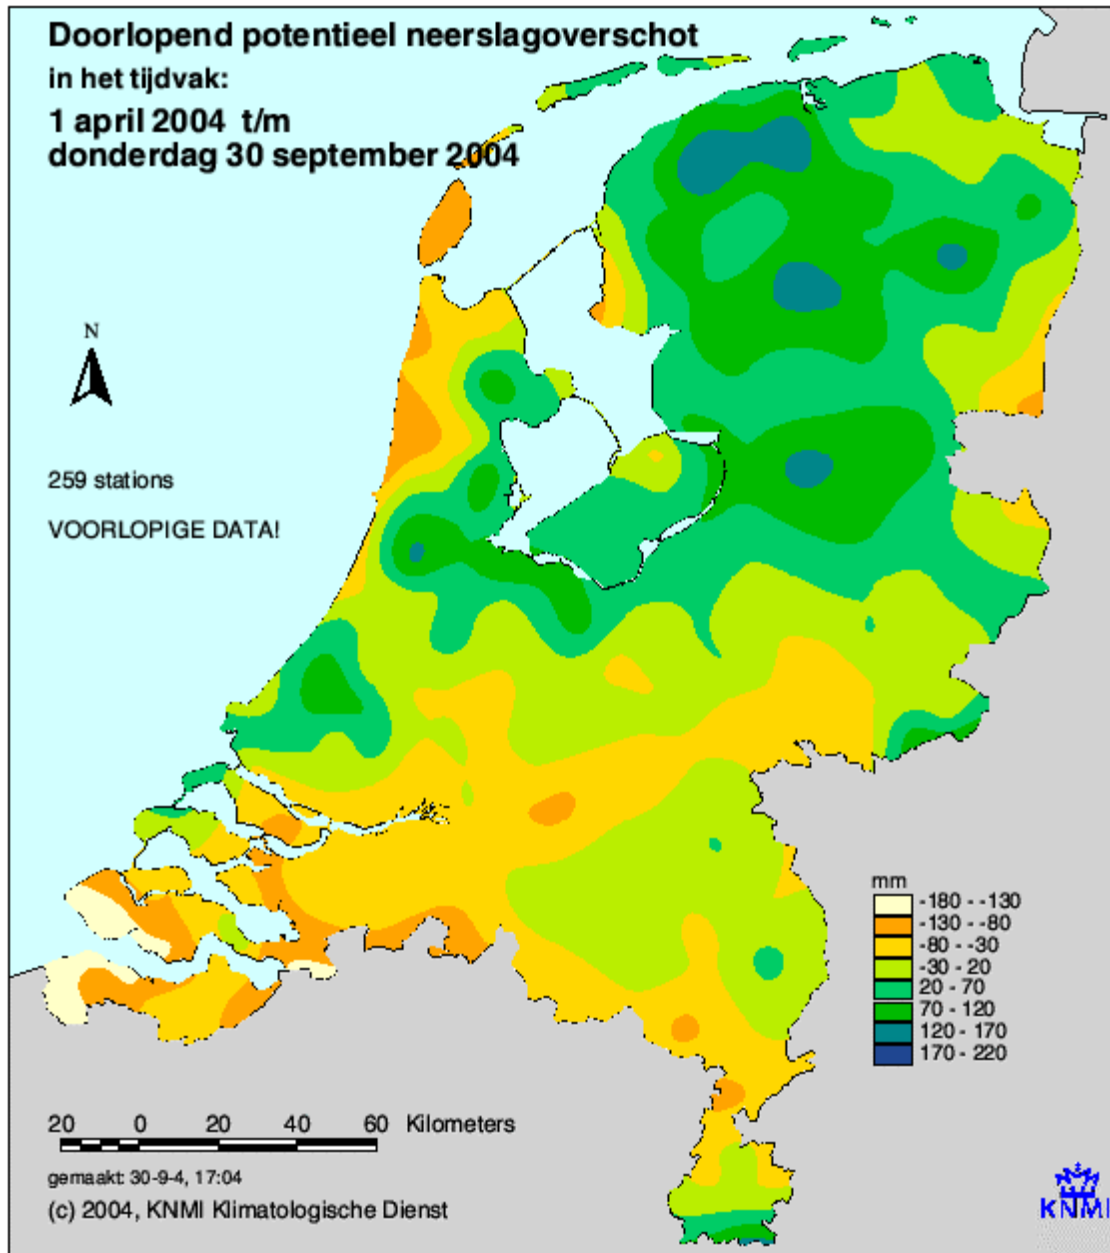 Doorlopend potentieel neerslagoverschot
in het tijdvak:
1 april 2004 t/m
donderdag 30 september 2004
N
259 stations
VOORLOPIGE DATA!
mm
-180 - -130
-130 - -80
-80 - -30
-30 - 20
20 - 70
70 - 120
120 - 170
170 - 220
20 0 20 40 60 Kilometers
gemaakt: 30-9-4, 17:04
(c) 2004, KNMI Klimatologische Dienst
KNMI